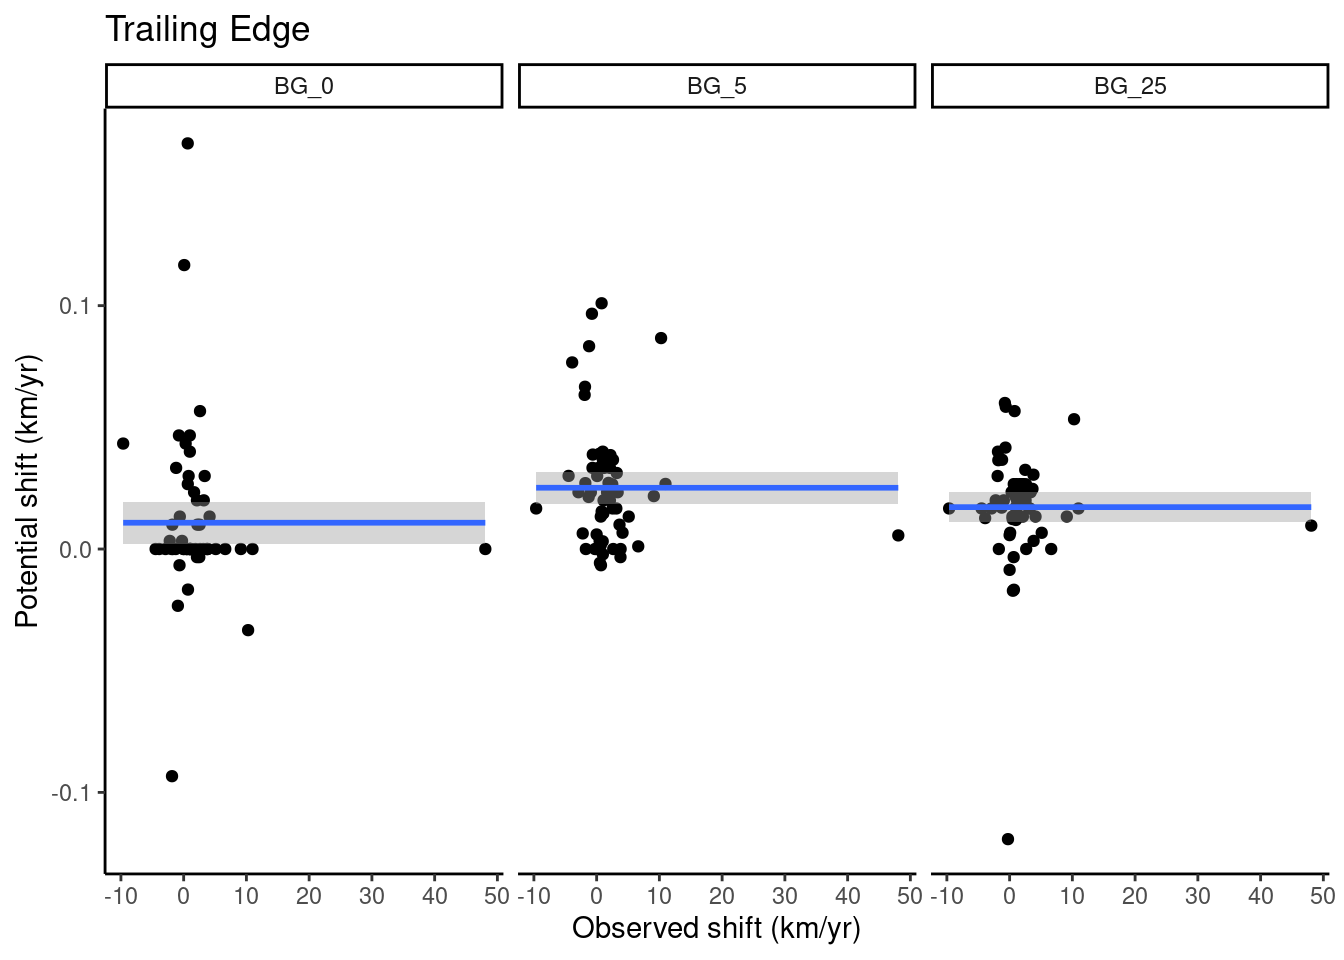 Trailing Edge
BG_0 BG_5 BG_25
Potential shift (km/yr)
0.1
0.0
-0.1
-10 0 10 20 30 40 50 -10 0 10 20 30 40 50 -10 0 10 20 30 40 50
Observed shift (km/yr)